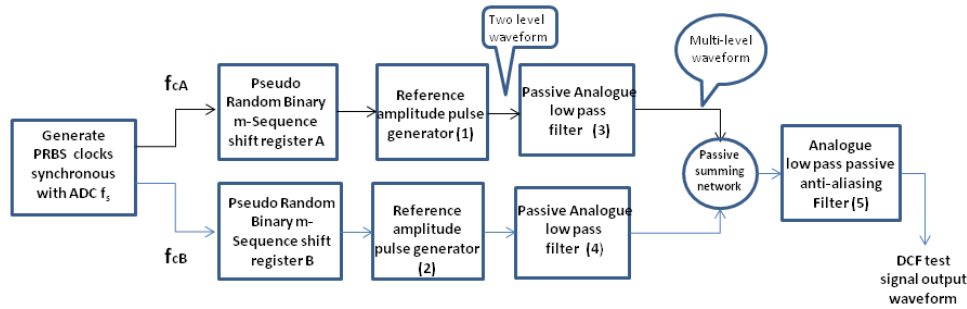 Two level
waveform
Multi-level
waveform
fcA
Pseudo
Random Binary
m-Sequence
shift register A
Reference
amplitude pulse
generator (1)
Passive Analogue
low pass
filter (3)
Generate
PRBS clocks
synchronous
with ADC fs
Passive
summing
network
Analogue
low pass passive
anti-aliasing
Filter (5)
fcB
Pseudo Random
Binary m-
Sequence shift
register B
Reference
amplitude
pulse generator
(2)
Passive Analogue
low pass
filter (4)
DCF test
signal output
waveform